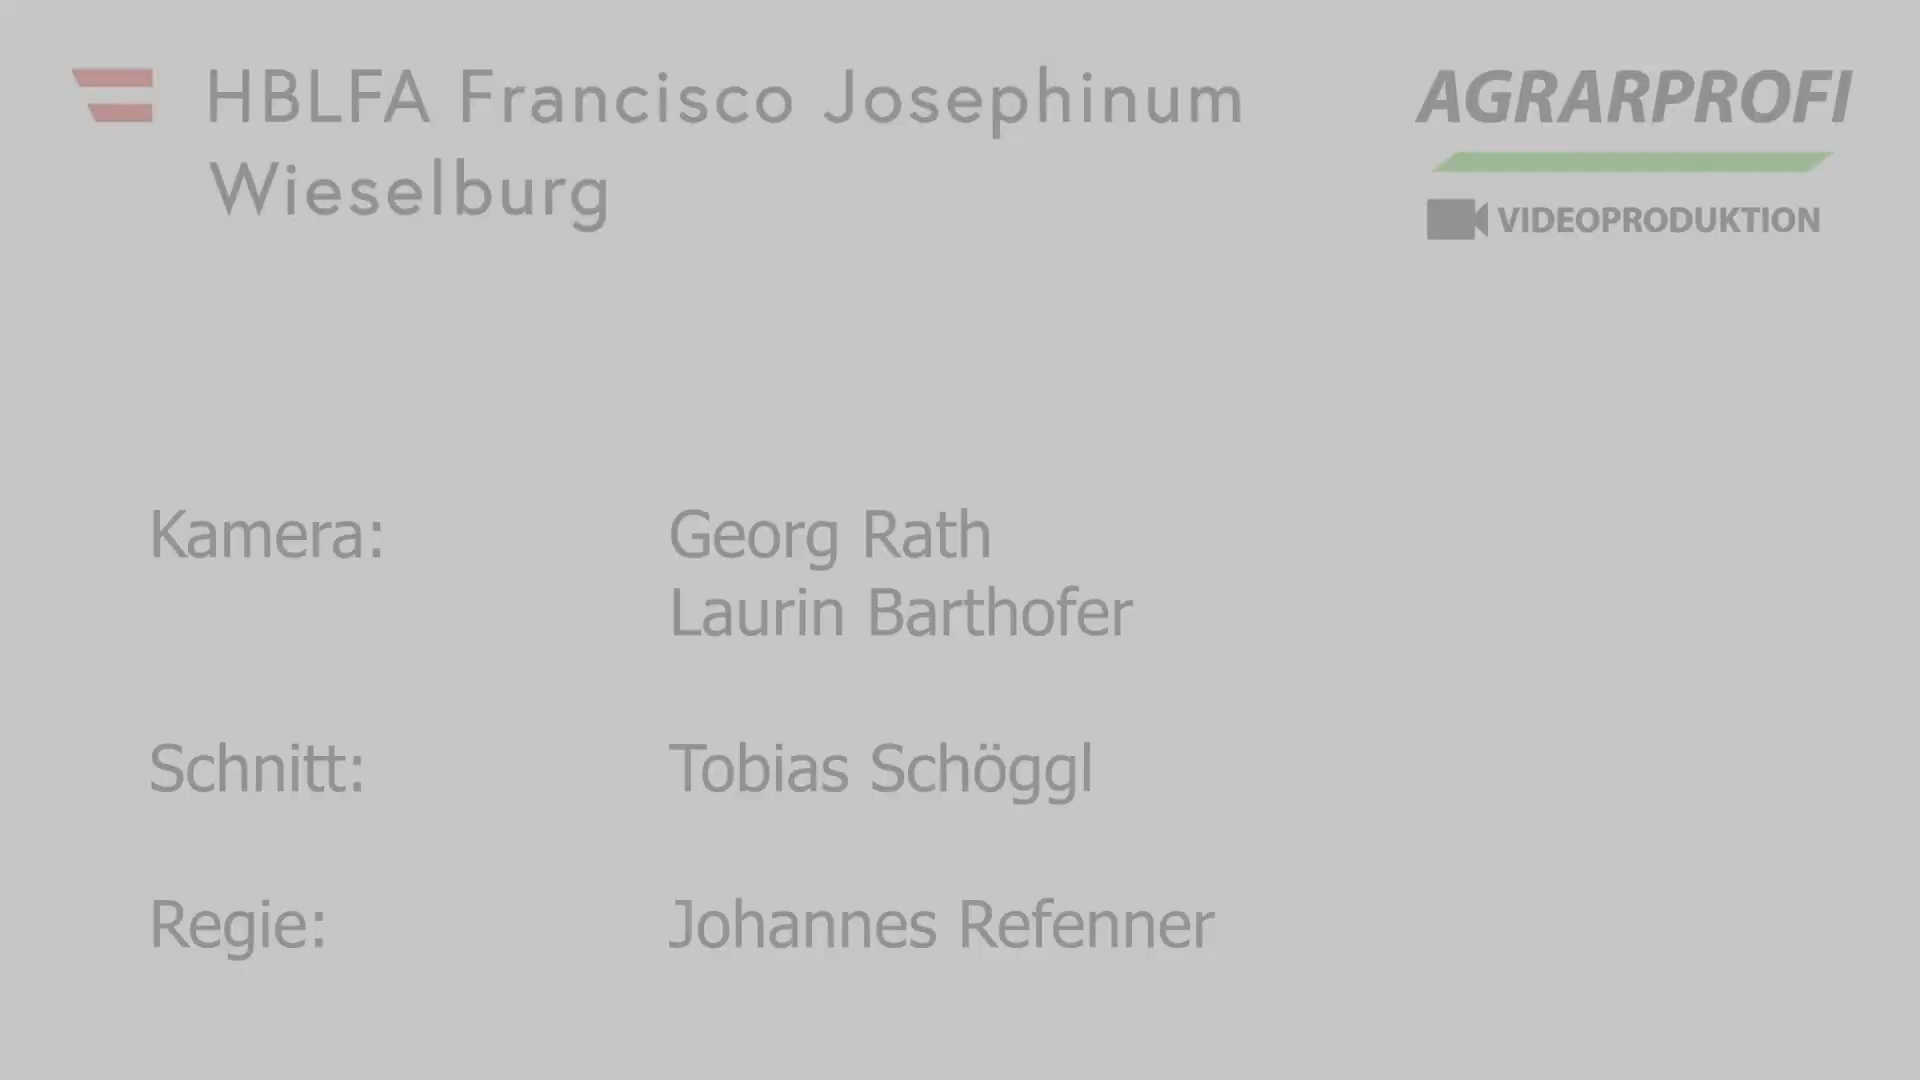 HBLFA Francisco Josephinum
Wieselburg
AGRARPROFI
VIDEOPRODUKTION
Kamera: Georg Rath
Laurin Barthofer
Schnitt: Tobias Schöggl
Regie: Johannes Refenner